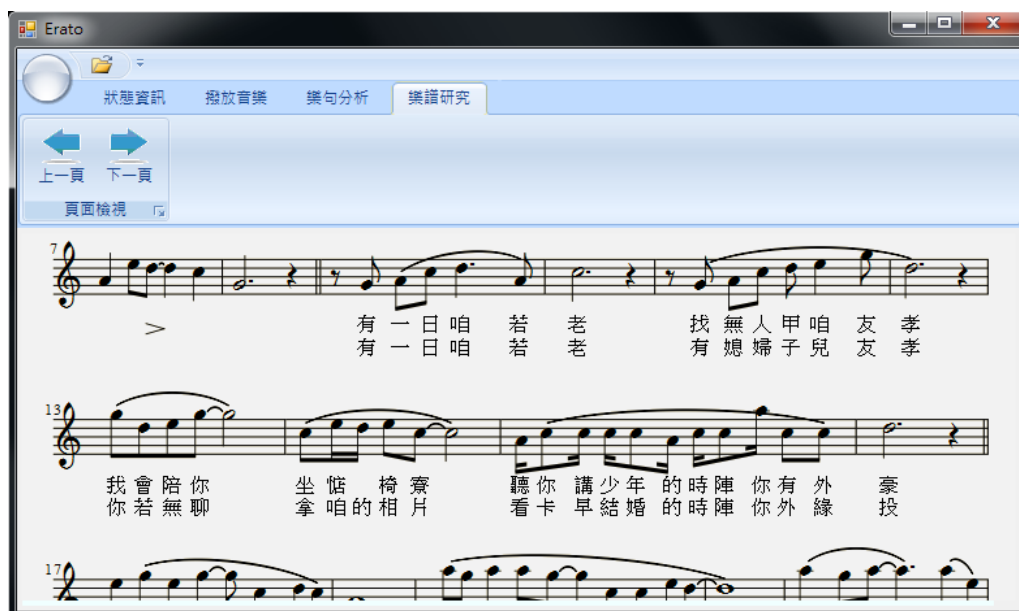 Erato
狀態資訊 撥放音樂 樂句分析 樂譜研究
上一頁 下一頁
頁面檢視
7
有一日咱 若 老 找無人甲咱 友 孝
有一日咱 若 老 有媳婦子兒 友 孝
13
我會陪你 坐惦 椅寮 聽你 講少年 的時陣 你有 外 豪
你若無聊 拿咱的相片 看卡 早結婚 的時陣 你外 緣 投
17